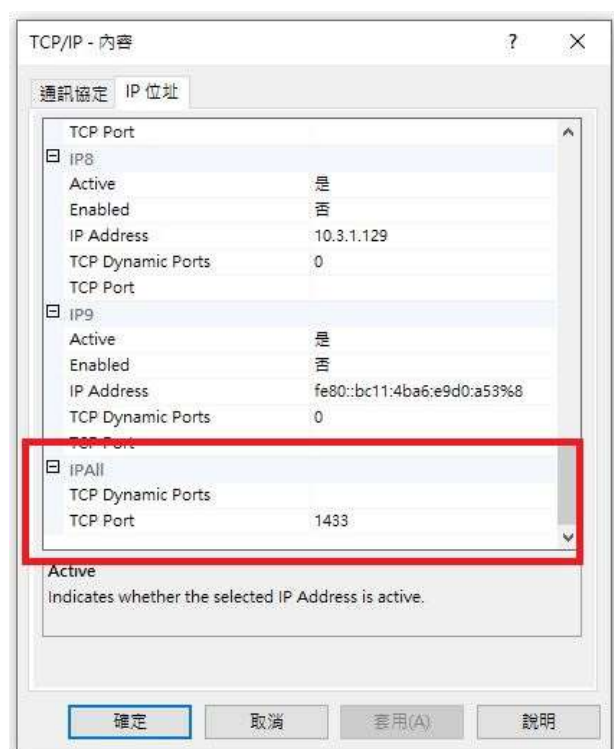 TCP/IP - 內容 ? ×
通訊協定 IP 位址
TCP Port
IP8
Active 是
Enabled 否
IP Address 10.3.1.129
TCP Dynamic Ports 0
TCP Port
IP9
Active 是
Enabled 否
IP Address fe80::bc11:4ba6:e9d0:a53%8
TCP Dynamic Ports 0
TCP Port
IPAll
TCP Dynamic Ports
TCP Port 1433
Active
Indicates whether the selected IP Address is active.
確定 取消 套用(A) 說明